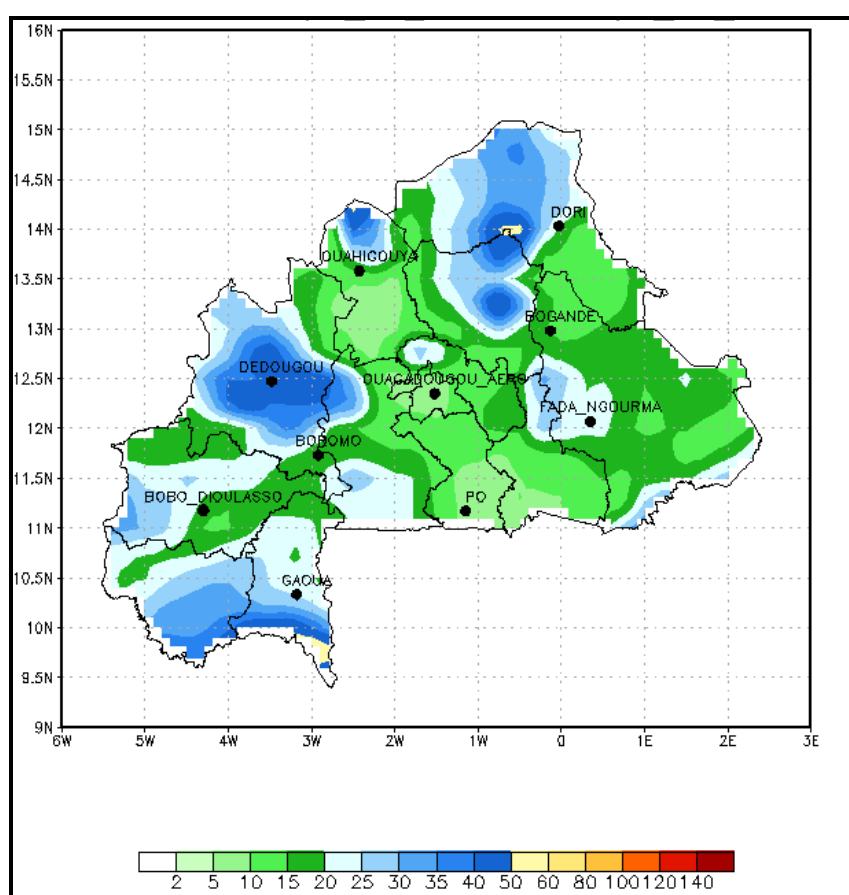 16N
15.5N
15N
14.5N
14N
13.5N
13N
12.5N
12N
11.5N
11N
10.5N
10N
9.5N
9N
DORI
OUAHIGOUYA
BOGANDE
DEDOUGOU
OUAGADOUGOU_AERO
FADA_NGOURMA
BOROMO
BOBO_DIOULASSO
PO
GAOUA
6W 5W 4W 3W 2W 1W 0 1E 2E 3E
2 5 10 15 20 25 30 35 40 50 60 80 100 120 140